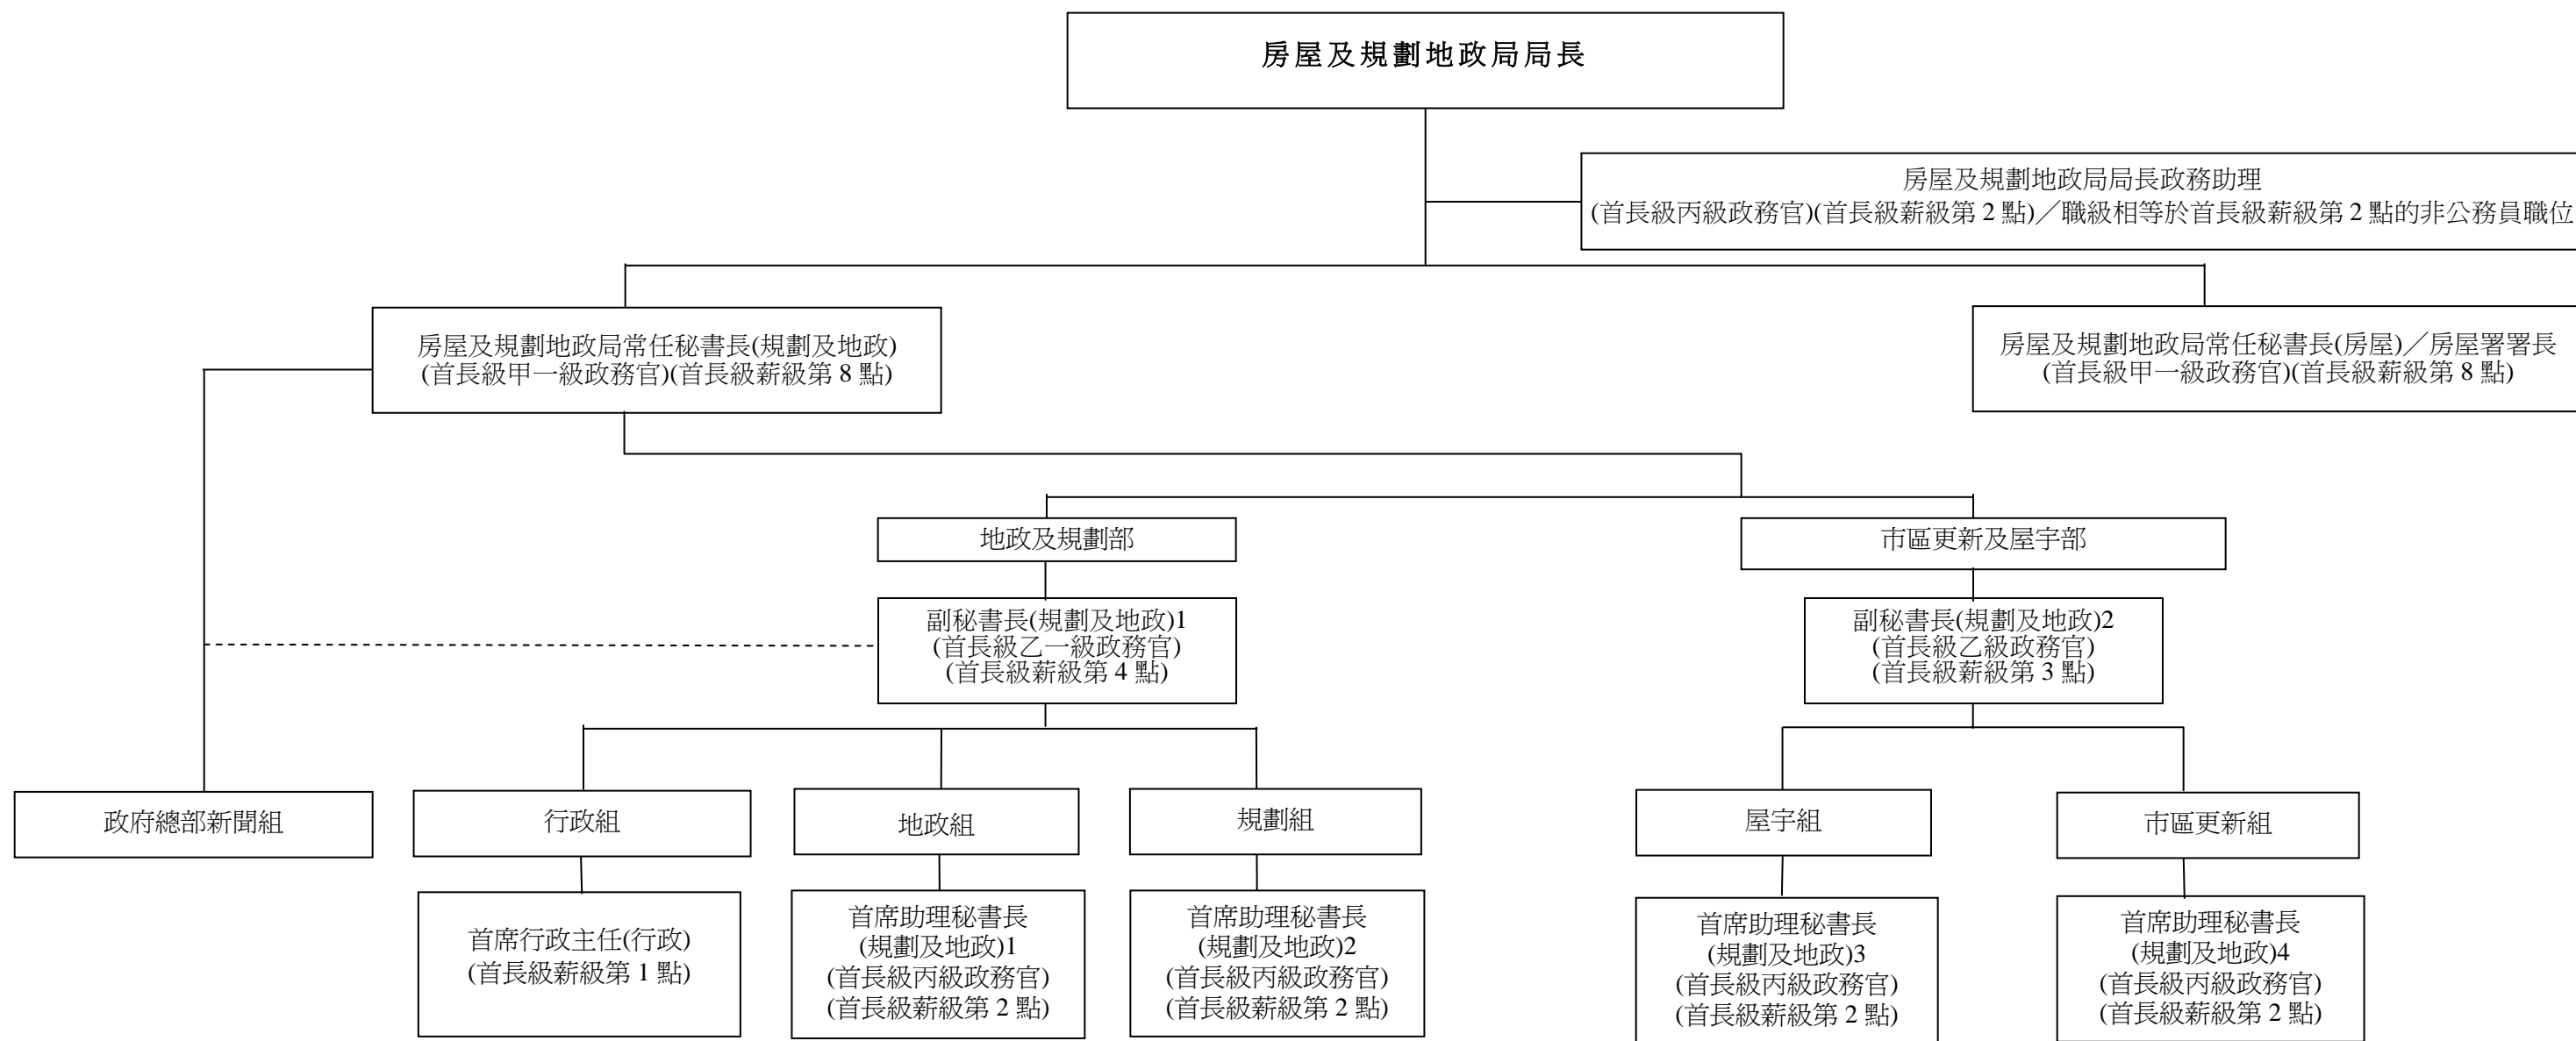 房屋及規劃地政局局長
房屋及規劃地政局局長政務助理
(首長級丙級政務官)(首長級薪級第 2 點)／職級相等於首長級薪級第 2 點的非公務員職位
房屋及規劃地政局常任秘書長(規劃及地政)
(首長級甲一級政務官)(首長級薪級第 8 點)
房屋及規劃地政局常任秘書長(房屋)／房屋署署長
(首長級甲一級政務官)(首長級薪級第 8 點)
地政及規劃部
市區更新及屋宇部
副秘書長(規劃及地政)1
(首長級乙一級政務官)
(首長級薪級第 4 點)
副秘書長(規劃及地政)2
(首長級乙級政務官)
(首長級薪級第 3 點)
政府總部新聞組
行政組
地政組
規劃組
屋宇組
市區更新組
首席行政主任(行政)
(首長級薪級第 1 點)
首席助理秘書長
(規劃及地政)1
(首長級丙級政務官)
(首長級薪級第 2 點)
首席助理秘書長
(規劃及地政)2
(首長級丙級政務官)
(首長級薪級第 2 點)
首席助理秘書長
(規劃及地政)3
(首長級丙級政務官)
(首長級薪級第 2 點)
首席助理秘書長
(規劃及地政)4
(首長級丙級政務官)
(首長級薪級第 2 點)